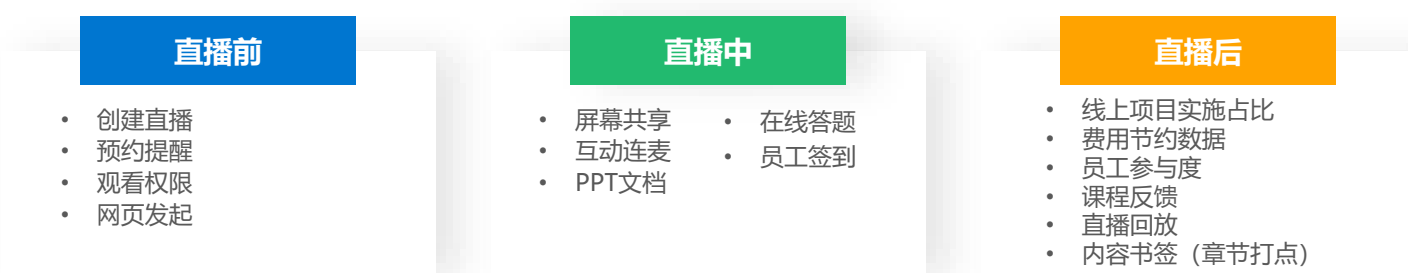 直播前
• 创建直播
• 预约提醒
• 观看权限
• 网页发起
直播中
• 屏幕共享
• 互动连麦
• PPT文档
• 在线答题
• 员工签到
直播后
• 线上项目实施占比
• 费用节约数据
• 员工参与度
• 课程反馈
• 直播回放
• 内容书签（章节打点）